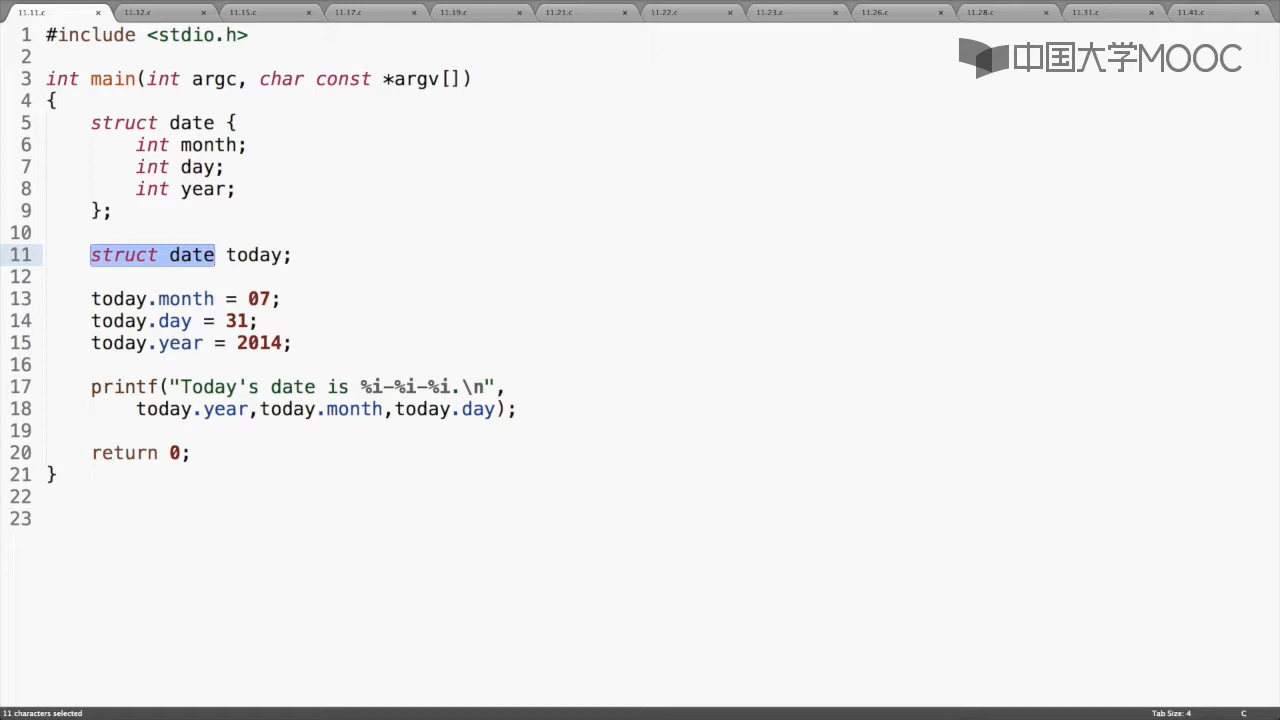 11.11.c × 11.12.c × 11.15.c × 11.17.c × 11.19.c × 11.21.c × 11.22.c × 11.23.c × 11.26.c × 11.28.c × 11.31.c × 11.41.c ×
中国大学MOOC
1 #include <stdio.h>
2
3 int main(int argc, char const *argv[])
4 {
5     struct date {
6         int month;
7         int day;
8         int year;
9     };
10
11     struct date today;
12
13     today.month = 07;
14     today.day = 31;
15     today.year = 2014;
16
17     printf("Today's date is %i-%i-%i.\n",
18         today.year,today.month,today.day);
19
20     return 0;
21 }
22
23
11 characters selected Tab Size: 4 C